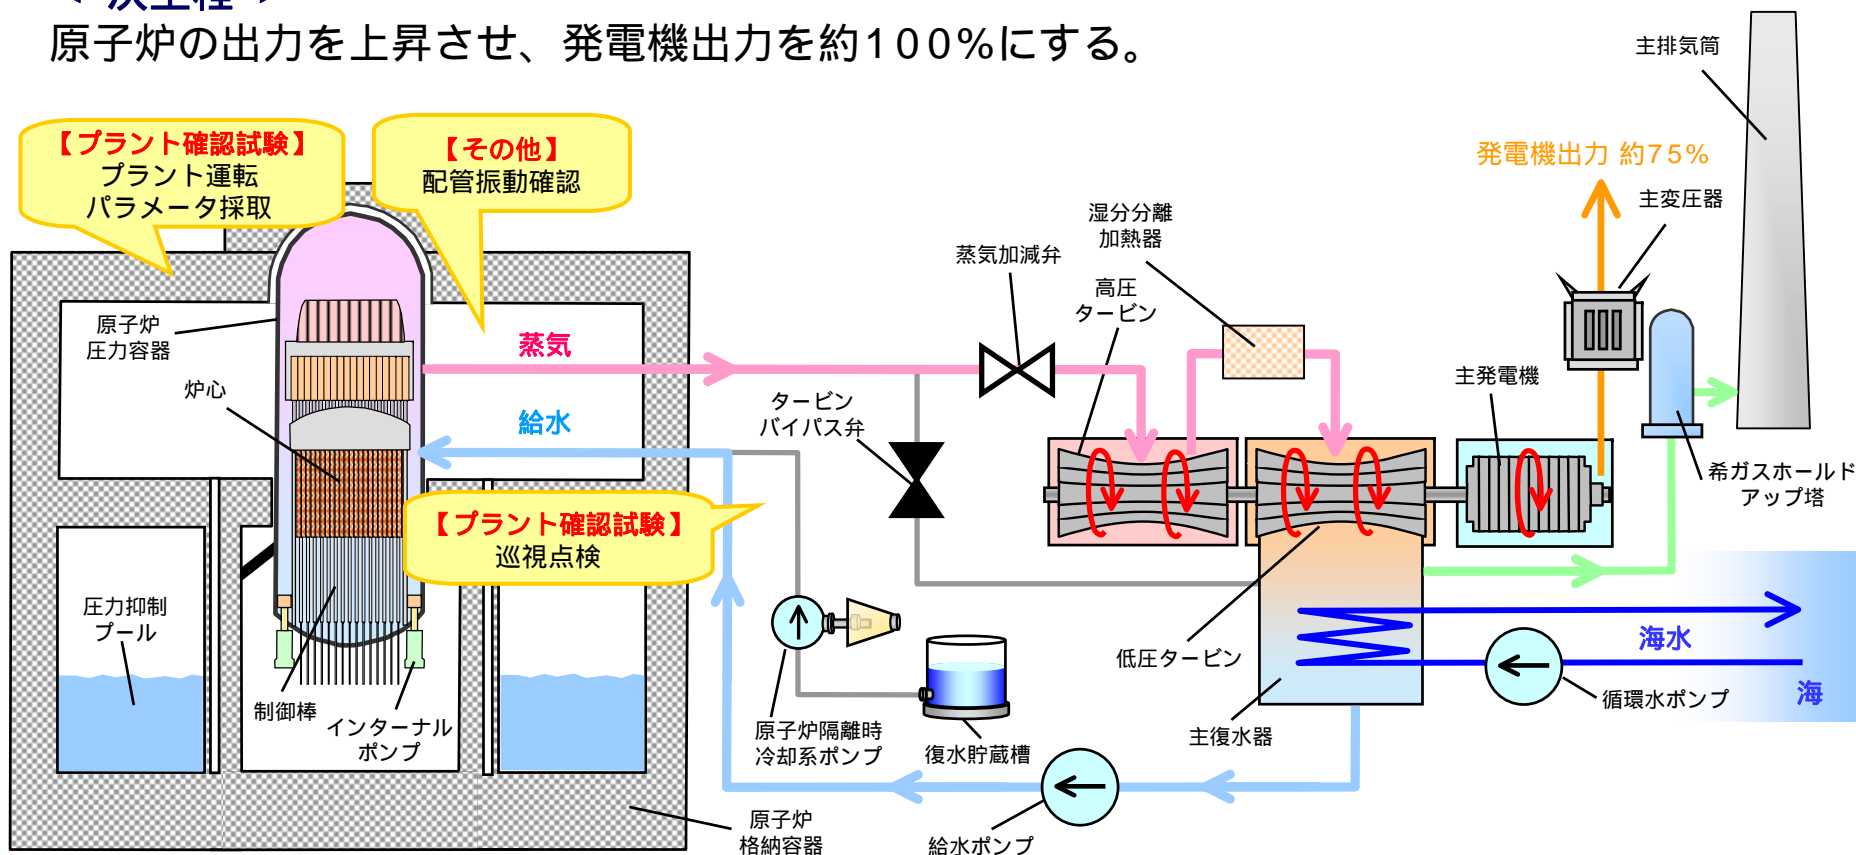 原子炉の出力を上昇させ、発電機出力を約100%にする。
主排気筒
【プラント確認試験】
プラント運転
パラメータ採取
【その他】
配管振動確認
発電機出力 約75%
主変圧器
湿分分離
加熱器
蒸気加減弁
高圧
タービン
原子炉
圧力容器
蒸気
炉心
主発電機
タービン
バイパス弁
給水
希ガスホールド
アップ塔
【プラント確認試験】
巡視点検
圧力抑制
プール
海水
低圧タービン
海
循環水ポンプ
制御棒
インターナル
ポンプ
原子炉隔離時
冷却系ポンプ
復水貯蔵槽
主復水器
原子炉
格納容器
給水ポンプ